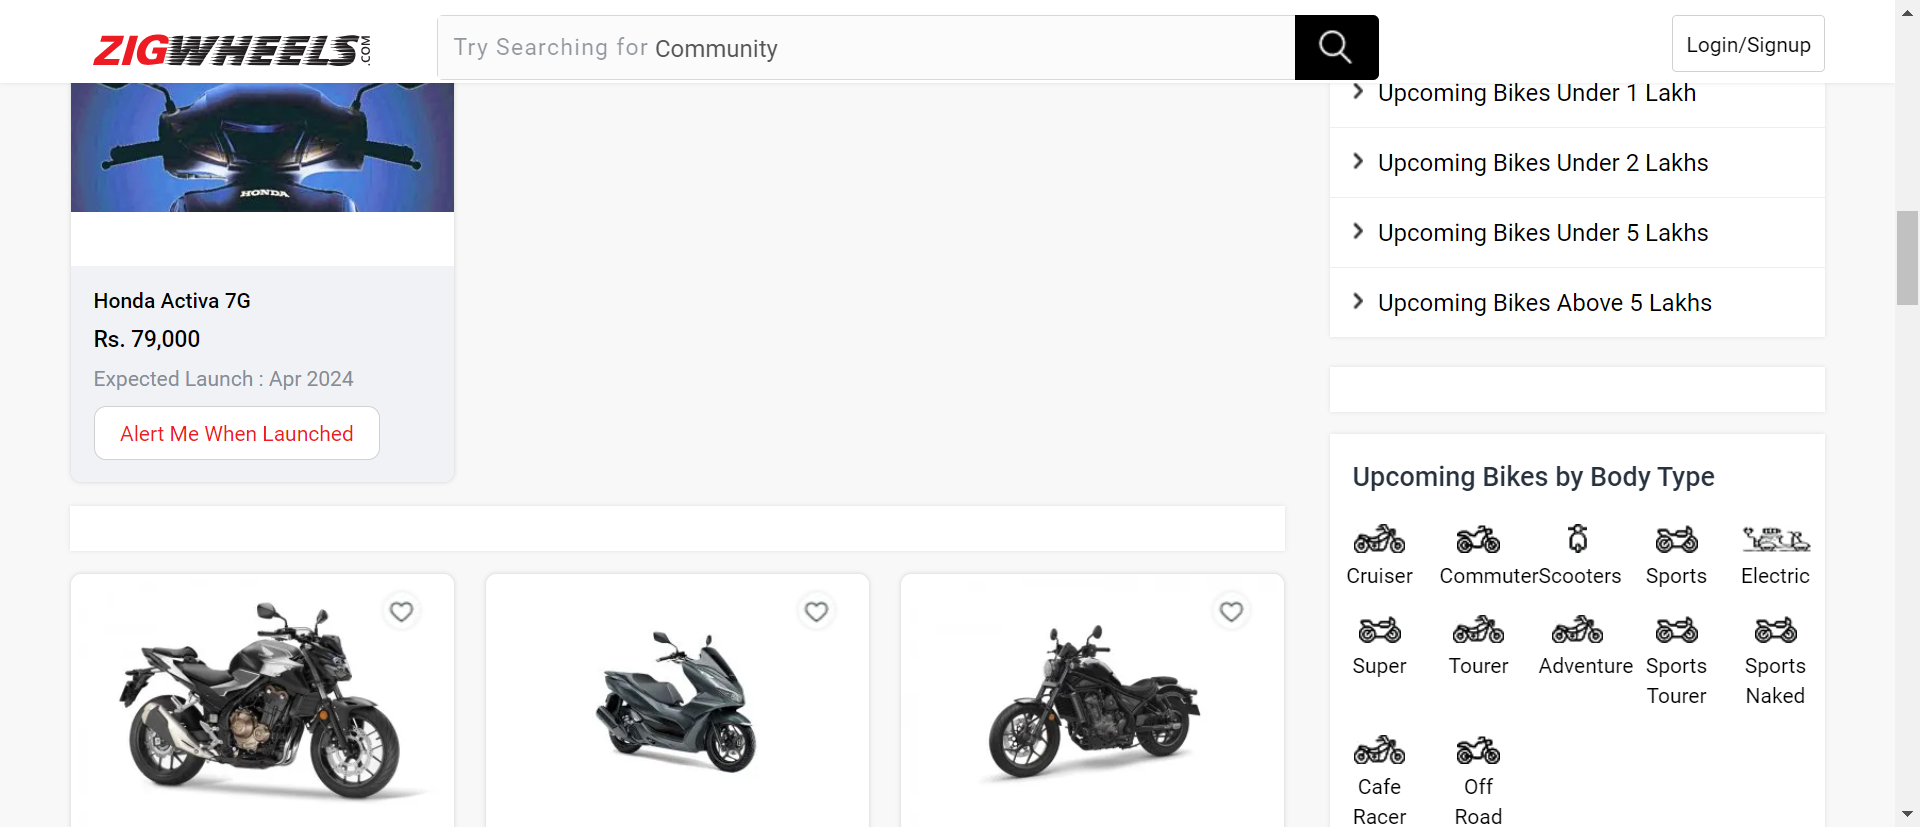 ZIGWHEELS.COM
Try Searching for Community
Login/Signup
HONDA
Honda Activa 7G
Rs. 79,000
Expected Launch : Apr 2024
Alert Me When Launched
Upcoming Bikes Under 1 Lakh
Upcoming Bikes Under 2 Lakhs
Upcoming Bikes Under 5 Lakhs
Upcoming Bikes Above 5 Lakhs
Upcoming Bikes by Body Type
Cruiser
Commuter
Scooters
Sports
Electric
Super
Tourer
Adventure
Sports
Tourer
Sports
Naked
Cafe
Racer
Off
Road